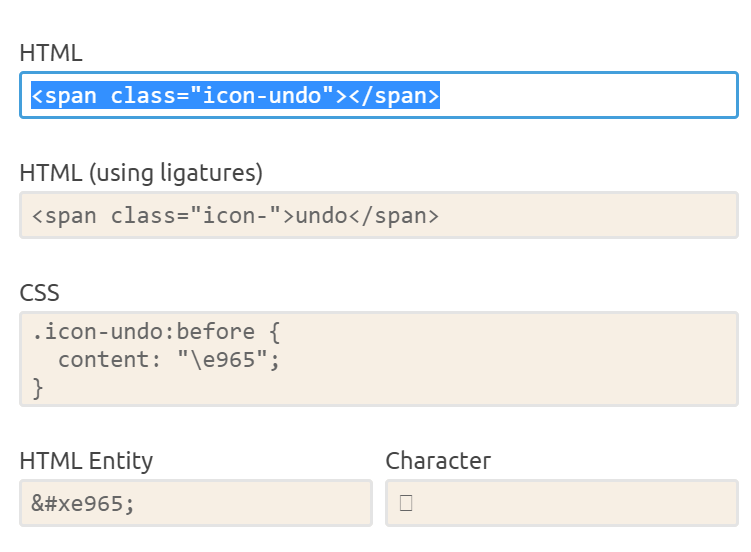 HTML
<span class="icon-undo"></span>
HTML (using ligatures)
<span class="icon-">undo</span>
CSS
.icon-undo:before {
  content: "\e965";
}
HTML Entity
Character
&#xe965;